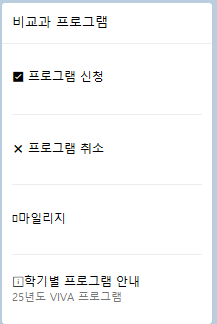 비교과 프로그램
☑ 프로그램 신청
✕ 프로그램 취소
▯마일리지
ⓘ학기별 프로그램 안내
25년도 VIVA 프로그램